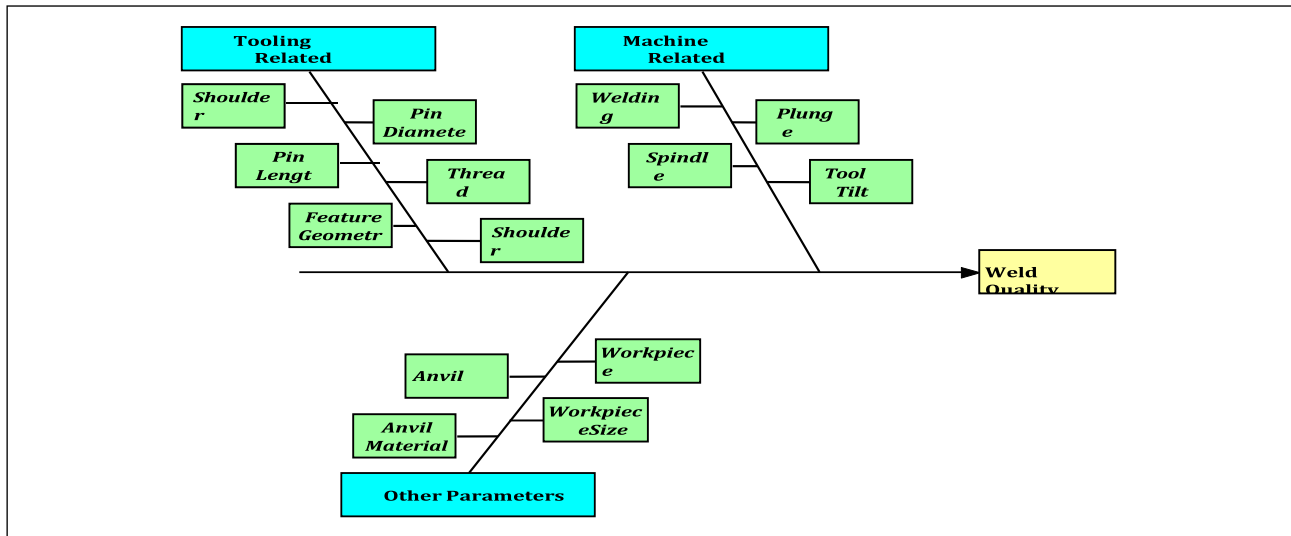 Tooling
Related
Machine
Related
Shoulde
r
Pin
Diamete
Pin
Lengt
Threa
d
Feature
Geometr
Shoulde
r
Weldin
g
Plung
e
Spindl
e
Tool
Tilt
Weld
Quality
Workpiec
e
Anvil
Workpiec
eSize
Anvil
Material
Other Parameters